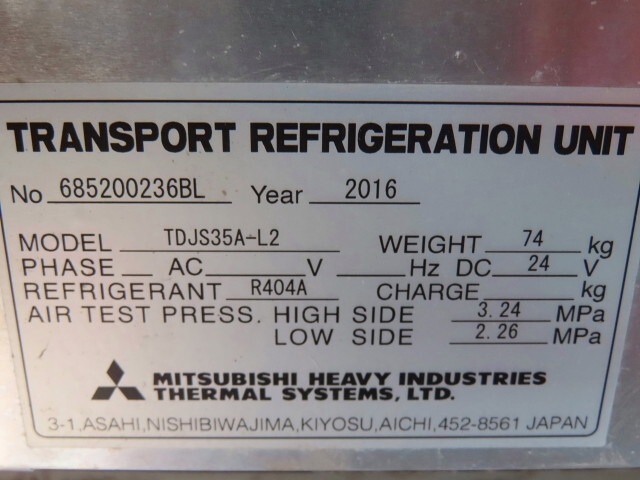 TRANSPORT REFRIGERATION UNIT
No 685200236BL Year 2016
MODEL TDJS35A-L2 WEIGHT 74 kg
PHASE AC V Hz DC 24 V
REFRIGERANT R404A CHARGE kg
AIR TEST PRESS. HIGH SIDE 3.24 MPa
LOW SIDE 2.26 MPa
MITSUBISHI HEAVY INDUSTRIES
THERMAL SYSTEMS, LTD.
3-1,ASAHI,NISHIBIWAJIMA,KIYOSU,AICHI,452-8561 JAPAN